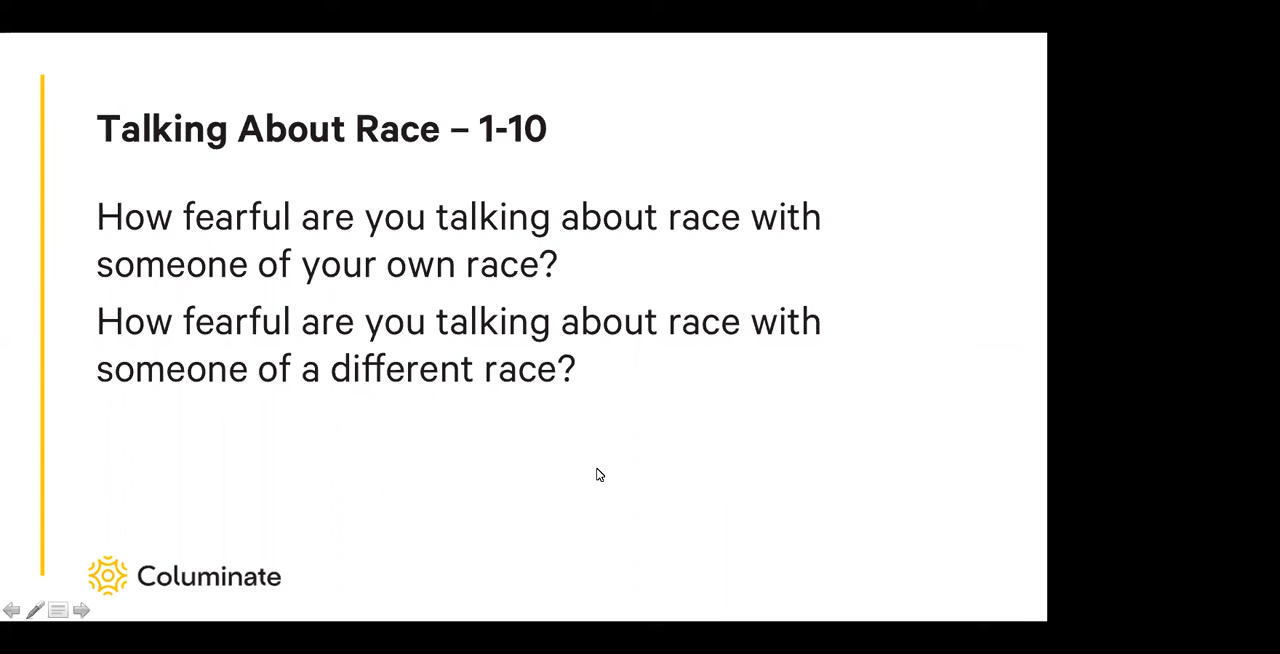 Talking About Race – 1-10
How fearful are you talking about race with
someone of your own race?
How fearful are you talking about race with
someone of a different race?
Columinate